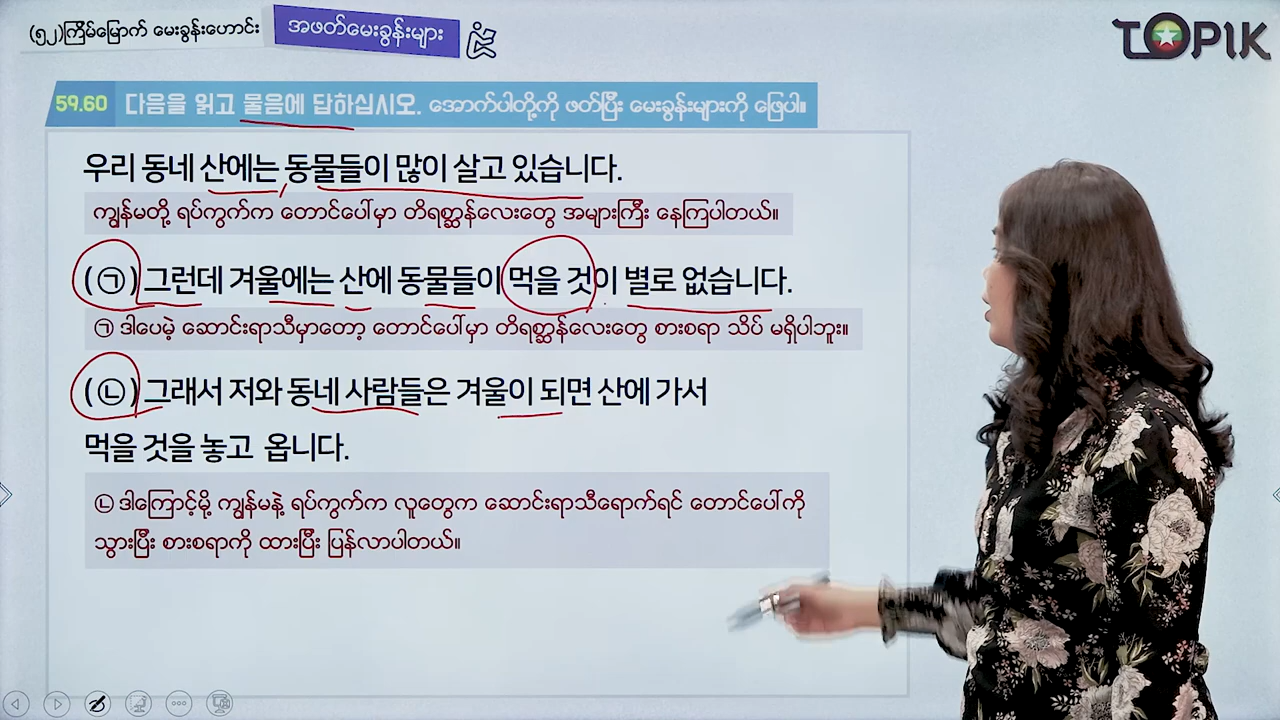 (၅၂)ကြိမ်မြောက် မေးခွန်းဟောင်း
အဖတ်မေးခွန်းများ
TOPIK
59.60 다음을 읽고 물음에 답하십시오. အောက်ပါတို့ကို ဖတ်ပြီး မေးခွန်းများကို ဖြေပါ။
우리 동네 산에는 동물들이 많이 살고 있습니다.
ကျွန်မတို့ ရပ်ကွက်က တောင်ပေါ်မှာ တိရစ္ဆာန်လေးတွေ အများကြီး နေကြပါတယ်။
(㉠) 그런데 겨울에는 산에 동물들이 먹을 것이 별로 없습니다.
㉠ ဒါပေမဲ့ ဆောင်းရာသီမှာတော့ တောင်ပေါ်မှာ တိရစ္ဆာန်လေးတွေ စားစရာ သိပ် မရှိပါဘူး။
(㉡) 그래서 저와 동네 사람들은 겨울이 되면 산에 가서
먹을 것을 놓고 옵니다.
㉡ ဒါကြောင့်မို့ ကျွန်မနဲ့ ရပ်ကွက်က လူတွေက ဆောင်းရာသီရောက်ရင် တောင်ပေါ်ကို
သွားပြီး စားစရာကို ထားပြီး ပြန်လာပါတယ်။